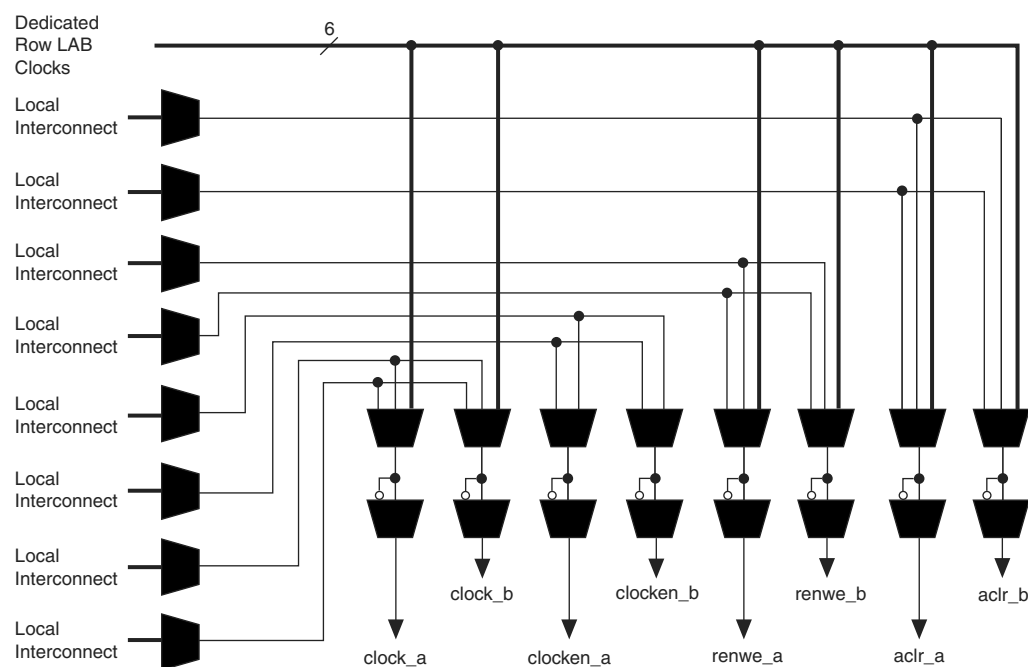 Dedicated
Row LAB
Clocks
6
Local
Interconnect
Local
Interconnect
Local
Interconnect
Local
Interconnect
Local
Interconnect
Local
Interconnect
Local
Interconnect
Local
Interconnect
clock_b
clocken_b
renwe_b
aclr_b
clock_a
clocken_a
renwe_a
aclr_a